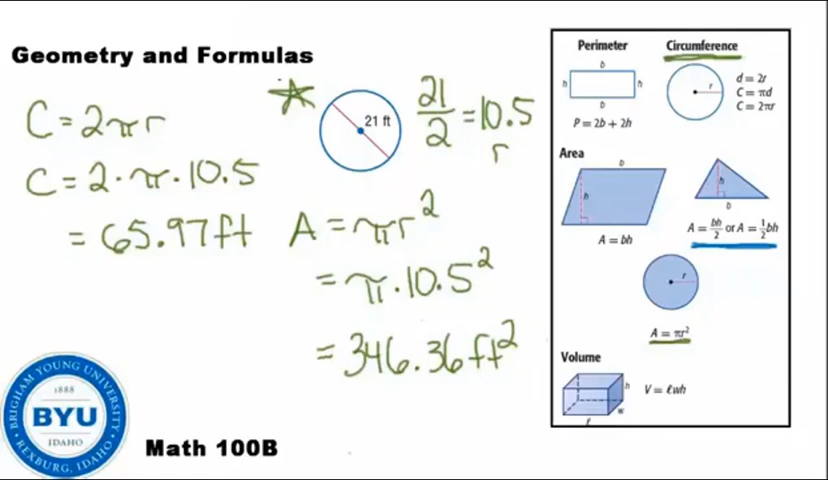 Geometry and Formulas
C = 2πr
C = 2 · π · 10.5
= 65.97 ft
21 ft
21/2 = 10.5
r
A = πr²
= π · 10.5²
= 346.36 ft²
Perimeter
b
h
h
b
P = 2b + 2h
Circumference
r
d = 2r
C = πd
C = 2πr
Area
b
h
A = bh
h
b
A = bh/2 or A = 1/2 bh
r
A = πr²
Volume
h
w
ℓ
V = ℓwh
BRIGHAM YOUNG UNIVERSITY
1888
BYU
IDAHO
REXBURG, IDAHO
Math 100B